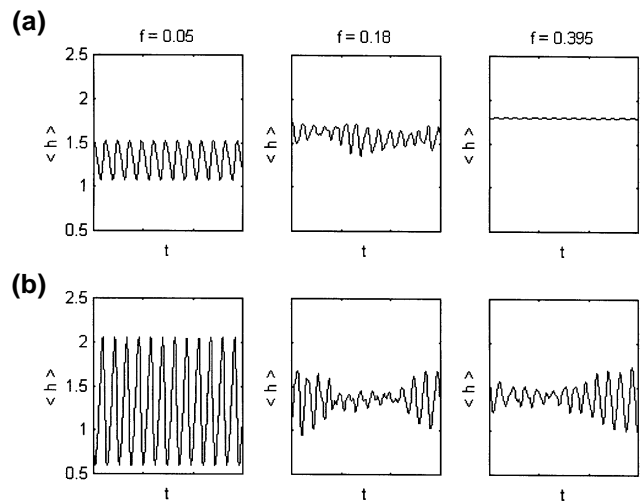 (a)
f = 0.05
f = 0.18
f = 0.395
2.5
2
1.5
1
0.5
< h >
< h >
< h >
t
t
t
(b)
2.5
2
1.5
1
0.5
< h >
< h >
< h >
t
t
t